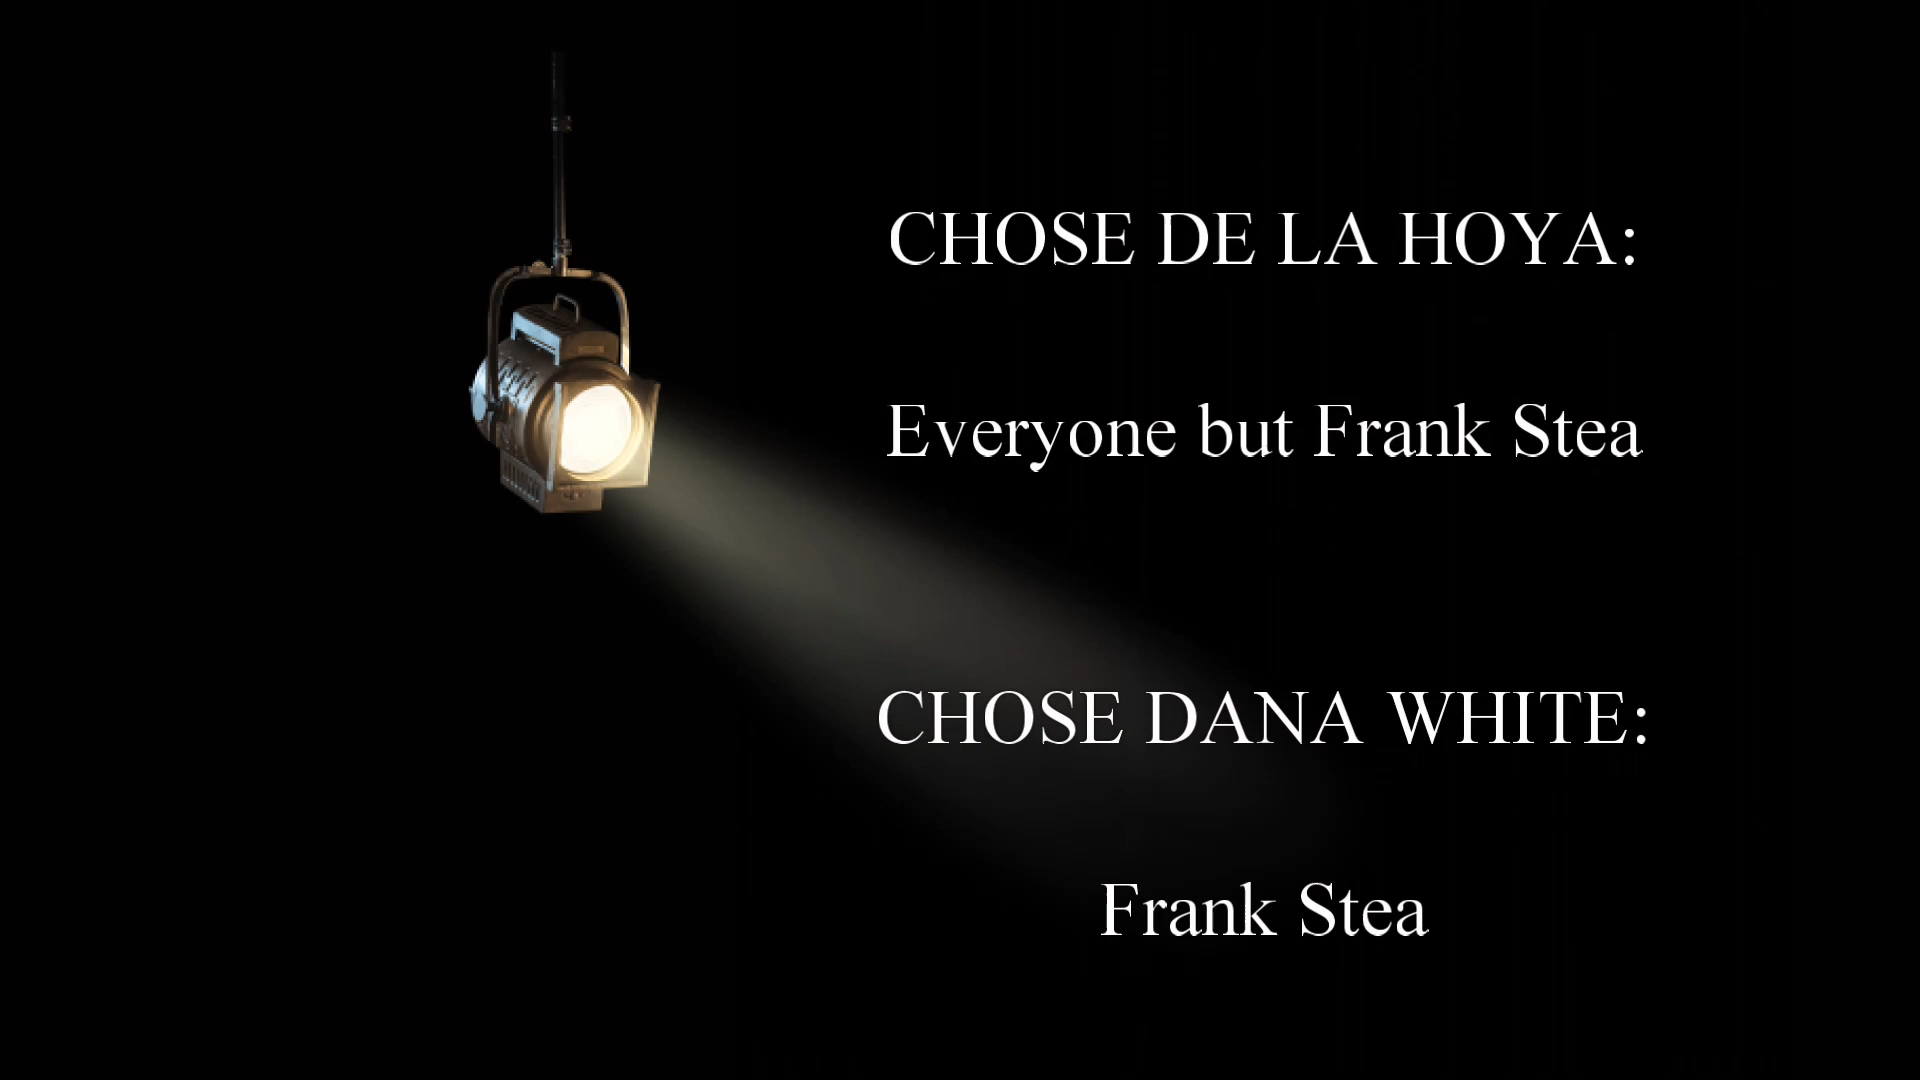 CHOSE DE LA HOYA:
Everyone but Frank Stea
CHOSE DANA WHITE:
Frank Stea